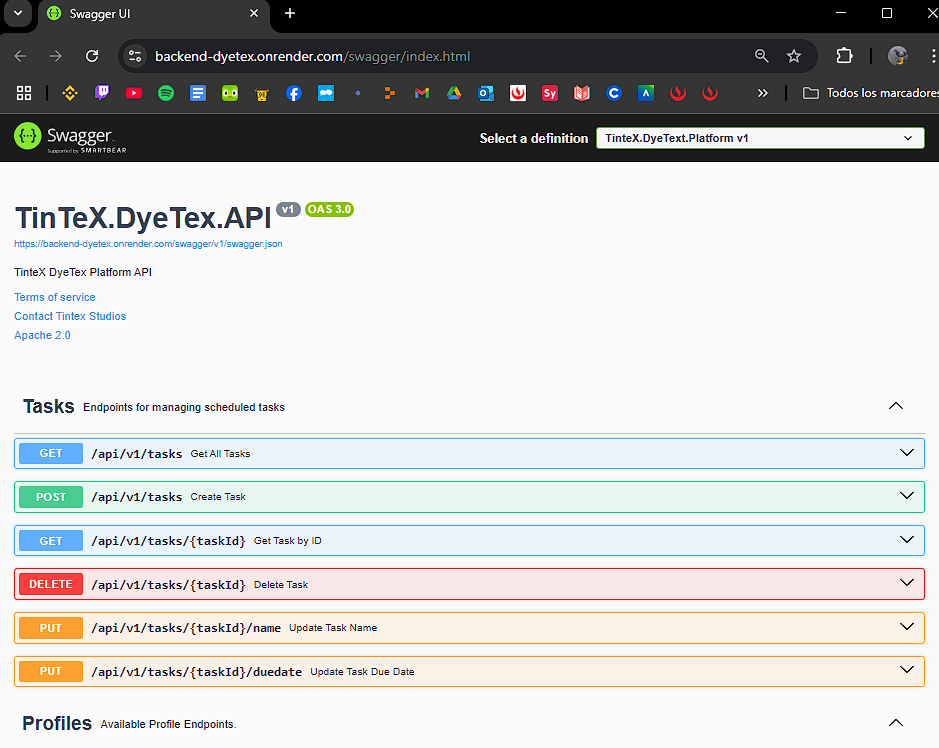 Swagger UI
backend-dyetex.onrender.com/swagger/index.html
Todos los marcadores
Swagger
Supported by SMARTBEAR
Select a definition
TinteX.DyeText.Platform v1
TinTeX.DyeTex.API v1 OAS 3.0
https://backend-dyetex.onrender.com/swagger/v1/swagger.json
TinteX DyeTex Platform API
Terms of service
Contact Tintex Studios
Apache 2.0
Tasks Endpoints for managing scheduled tasks
GET /api/v1/tasks Get All Tasks
POST /api/v1/tasks Create Task
GET /api/v1/tasks/{taskId} Get Task by ID
DELETE /api/v1/tasks/{taskId} Delete Task
PUT /api/v1/tasks/{taskId}/name Update Task Name
PUT /api/v1/tasks/{taskId}/duedate Update Task Due Date
Profiles Available Profile Endpoints.